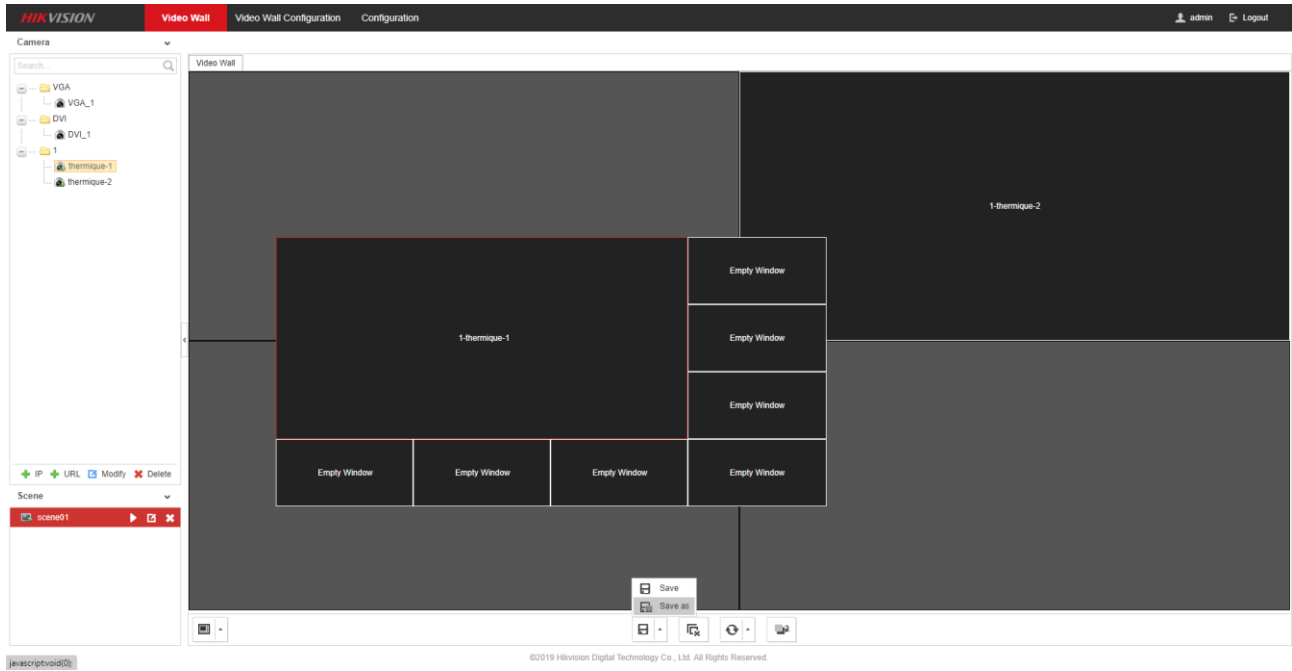 HIKVISION Video Wall Video Wall Configuration Configuration admin Logout
Camera
Search...
Video Wall
VGA
VGA_1
DVI
DVI_1
1
thermique-1
thermique-2
1-thermique-2
Empty Window
1-thermique-1
Empty Window
Empty Window
Empty Window
Empty Window
Empty Window
Empty Window
IP URL Modify Delete
Scene
scene01
Save
Save as
©2019 Hikvision Digital Technology Co., Ltd. All Rights Reserved.
javascript:void(0);